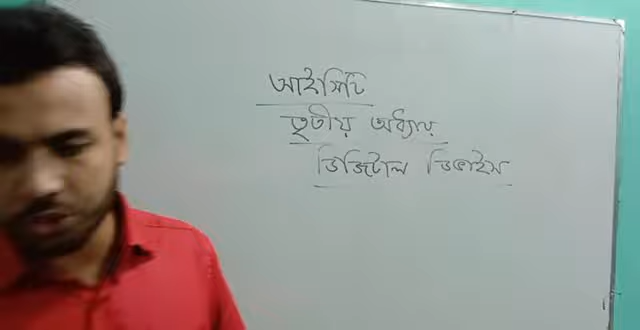 আইসিটি
তৃতীয় অধ্যায়
ডিজিটাল ডিভাইস